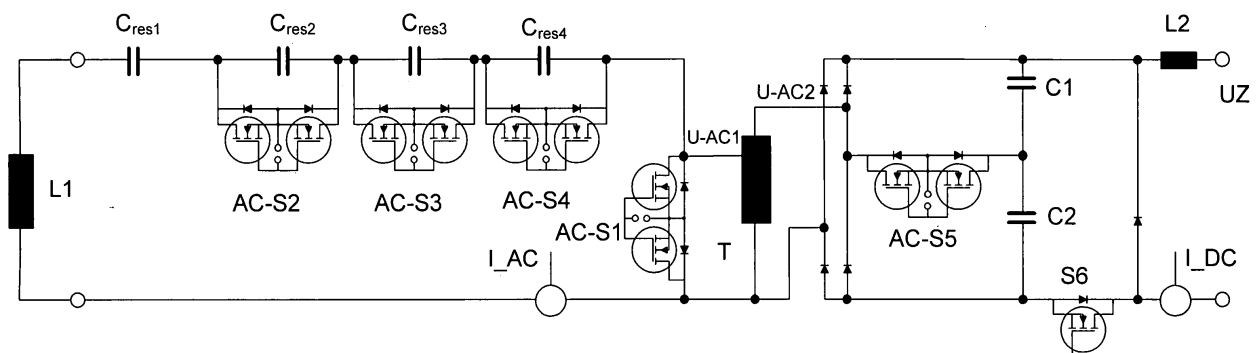 Cres1
Cres2
Cres3
Cres4
L2
U-AC2
C1
UZ
U-AC1
L1
AC-S2
AC-S3
AC-S4
AC-S1
AC-S5
C2
T
I_AC
S6
I_DC